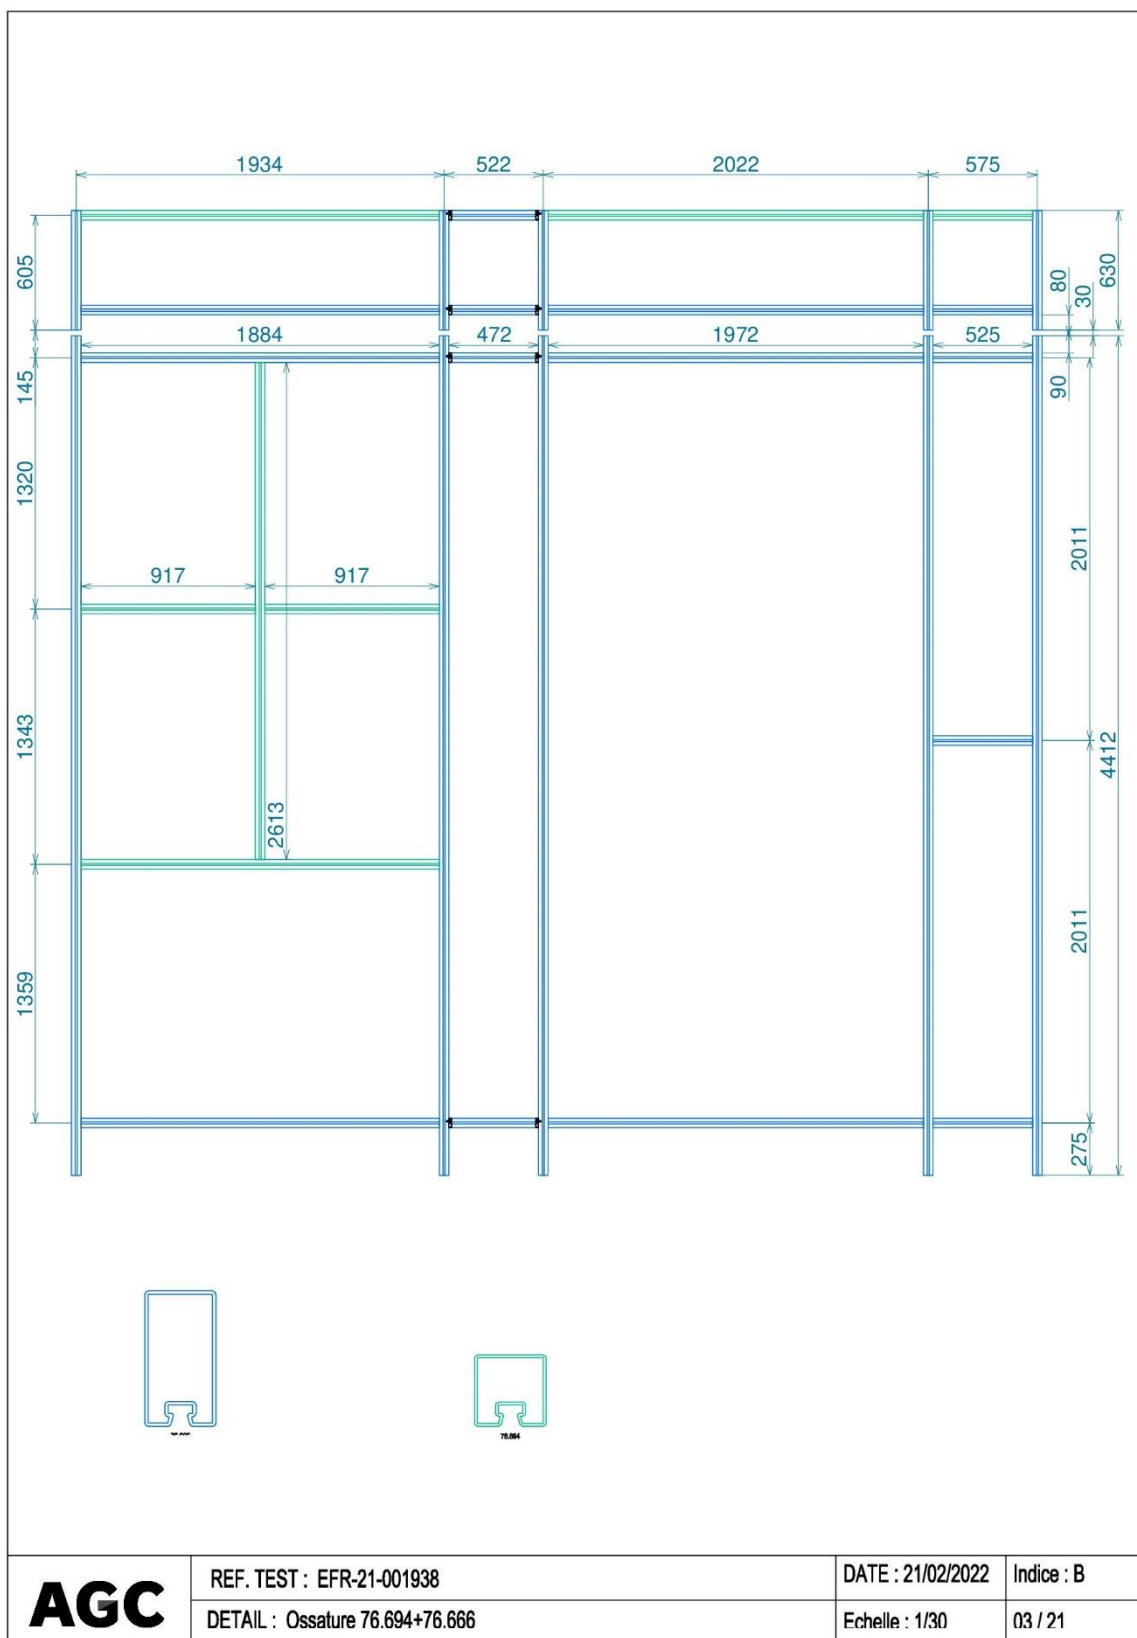 1934 522 2022 575
605
80
30
630
1884 472 1972 525
145
90
1320
2011
917 917
1343
4412
2613
1359
2011
275
76.694
AGC
REF. TEST : EFR-21-001938
DATE : 21/02/2022 Indice : B
DETAIL : Ossature 76.694+76.666
Echelle : 1/30 03 / 21